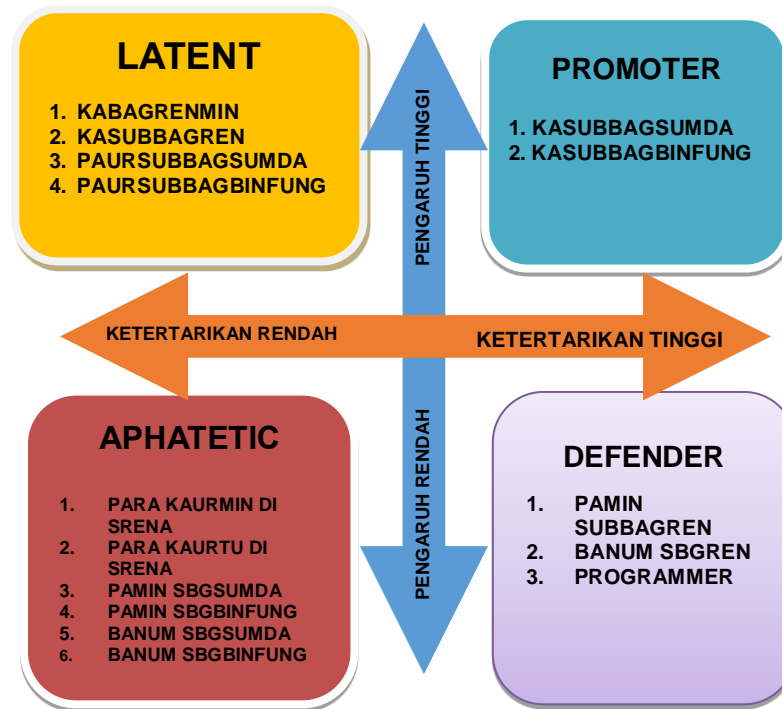 LATENT
1. KABAGRENMIN
2. KASUBBAGREN
3. PAURSUBBAGSUMDA
4. PAURSUBBAGBINFUNG
PENGARUH TINGGI
PROMOTER
1. KASUBBAGSUMDA
2. KASUBBAGBINFUNG
KETERTARIKAN RENDAH
KETERTARIKAN TINGGI
APHATETIC
1. PARA KAURMIN DI
SRENA
2. PARA KAURTU DI
SRENA
3. PAMIN SBGSUMDA
4. PAMIN SBGBINFUNG
5. BANUM SBGSUMDA
6. BANUM SBGBINFUNG
PENGARUH RENDAH
DEFENDER
1. PAMIN
SUBBAGREN
2. BANUM SBGREN
3. PROGRAMMER